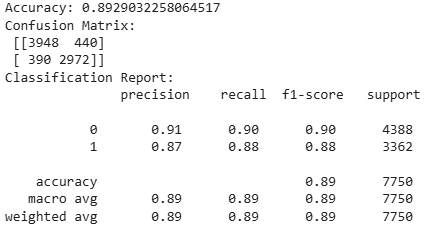 Accuracy: 0.8929032258064517
Confusion Matrix:
[[3948 440]
[ 390 2972]]
Classification Report:
precision recall f1-score support
0 0.91 0.90 0.90 4388
1 0.87 0.88 0.88 3362
accuracy 0.89 7750
macro avg 0.89 0.89 0.89 7750
weighted avg 0.89 0.89 0.89 7750